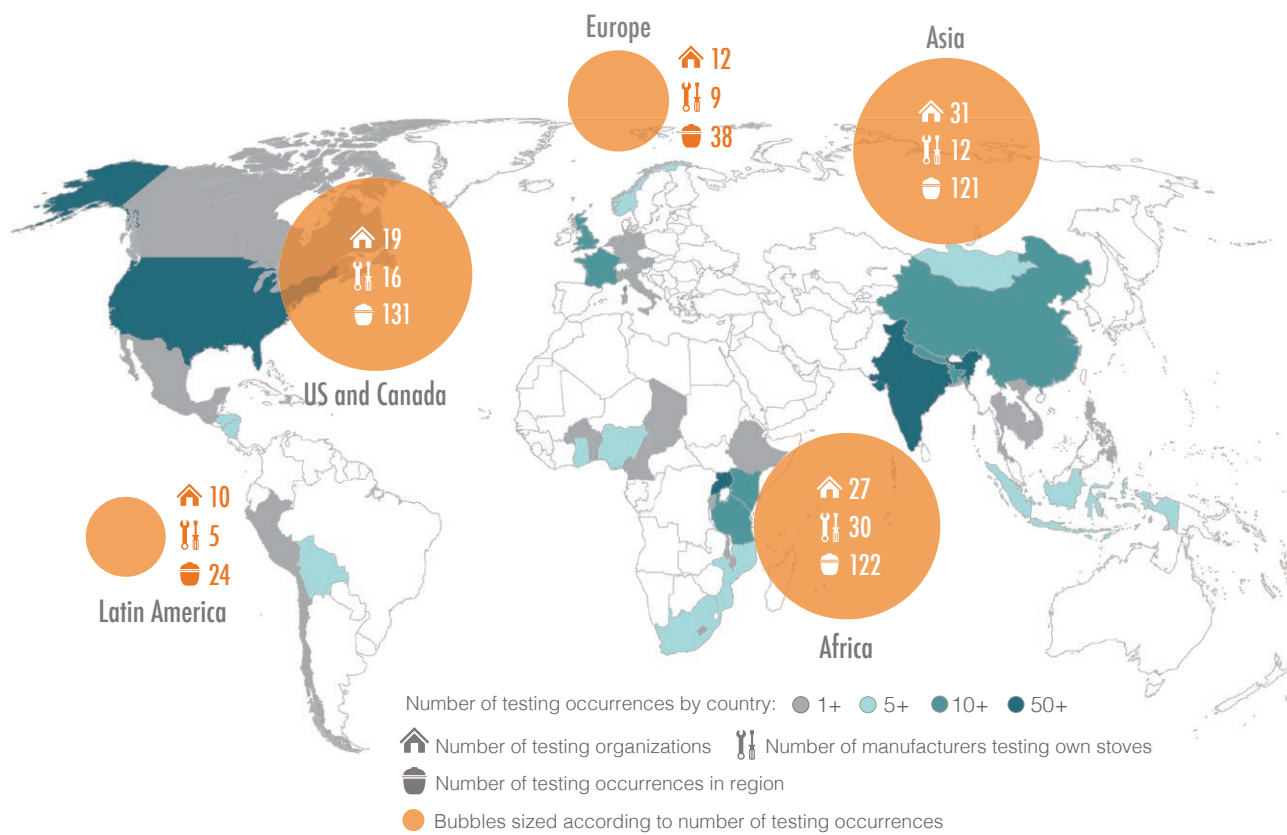 Europe
12
9
38
Asia
31
12
121
19
16
131
US and Canada
10
5
24
Latin America
27
30
122
Africa
Number of testing occurrences by country: 1+ 5+ 10+ 50+
Number of testing organizations Number of manufacturers testing own stoves
Number of testing occurrences in region
Bubbles sized according to number of testing occurrences